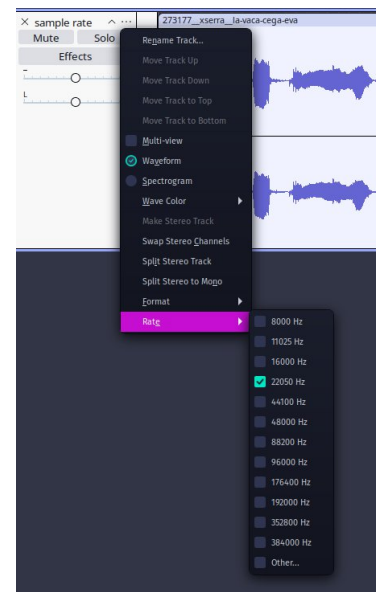 × sample rate ^ ... 273177__xserra__la-vaca-cega-eva
Mute Solo
Effects
-
L
Rename Track...
Move Track Up
Move Track Down
Move Track to Top
Move Track to Bottom
Multi-view
Waveform
Spectrogram
Wave Color
Make Stereo Track
Swap Stereo Channels
Split Stereo Track
Split Stereo to Mono
Format
Rate
8000 Hz
11025 Hz
16000 Hz
22050 Hz
44100 Hz
48000 Hz
88200 Hz
96000 Hz
176400 Hz
192000 Hz
352800 Hz
384000 Hz
Other...